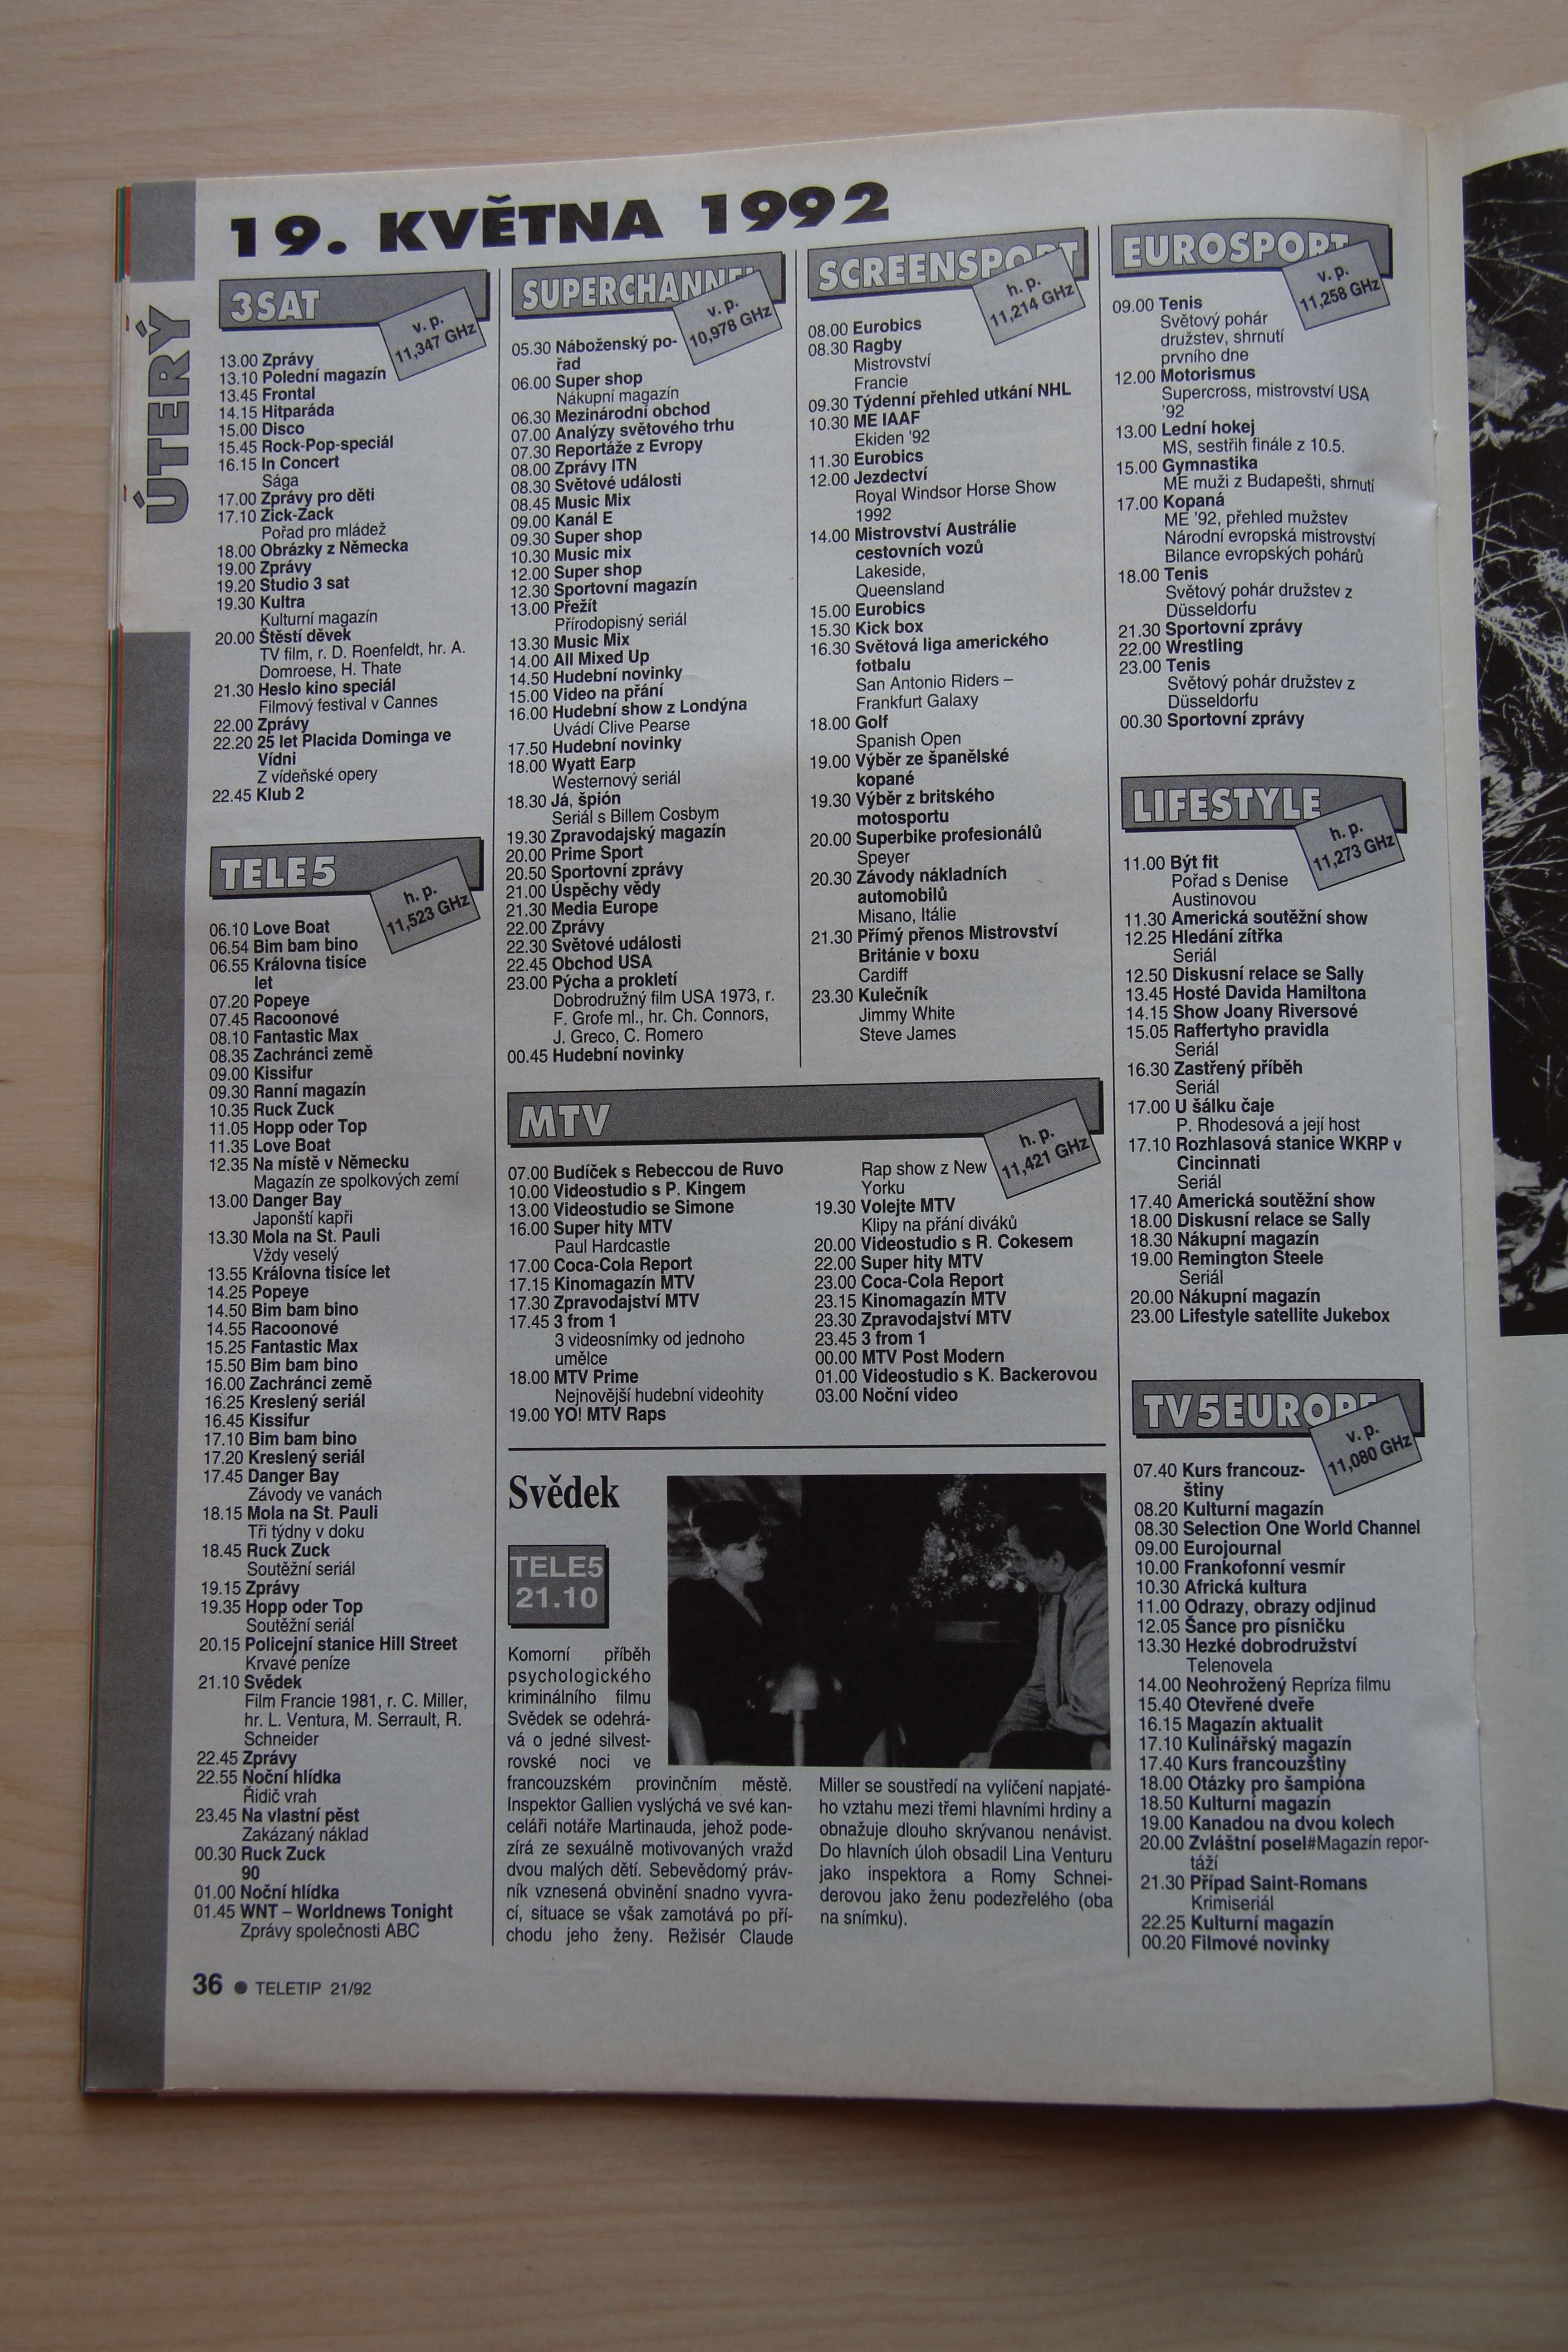 19. KVĚTNA 1992
ÚTERÝ
3SAT
v. p.
11,347 GHz
13.00 Zprávy
13.10 Polední magazín
13.45 Frontal
14.15 Hitparáda
15.00 Disco
15.45 Rock-Pop-speciál
16.15 In Concert
Sága
17.00 Zprávy pro děti
17.10 Zick-Zack
Pořad pro mládež
18.00 Obrázky z Německa
19.00 Zprávy
19.20 Studio 3 sat
19.30 Kultra
Kulturní magazín
20.00 Štěstí děvek
TV film, r. D. Roenfeldt, hr. A.
Domroese, H. Thate
21.30 Heslo kino speciál
Filmový festival v Cannes
22.00 Zprávy
22.20 25 let Placida Dominga ve
Vídni
Z vídeňské opery
22.45 Klub 2
TELE5
h. p.
11,523 GHz
06.10 Love Boat
06.54 Bim bam bino
06.55 Královna tisíce
let
07.20 Popeye
07.45 Racoonové
08.10 Fantastic Max
08.35 Zachránci země
09.00 Kissifur
09.30 Ranní magazín
10.35 Ruck Zuck
11.05 Hopp oder Top
11.35 Love Boat
12.35 Na místě v Německu
Magazín ze spolkových zemí
13.00 Danger Bay
Japonští kapři
13.30 Mola na St. Pauli
Vždy veselý
13.55 Královna tisíce let
14.25 Popeye
14.50 Bim bam bino
14.55 Racoonové
15.25 Fantastic Max
15.50 Bim bam bino
16.00 Zachránci země
16.25 Kreslený seriál
16.45 Kissifur
17.10 Bim bam bino
17.20 Kreslený seriál
17.45 Danger Bay
Závody ve vanách
18.15 Mola na St. Pauli
Tři týdny v doku
18.45 Ruck Zuck
Soutěžní seriál
19.15 Zprávy
19.35 Hopp oder Top
Soutěžní seriál
20.15 Policejní stanice Hill Street
Krvavé peníze
21.10 Svědek
Film Francie 1981, r. C. Miller,
hr. L. Ventura, M. Serrault, R.
Schneider
22.45 Zprávy
22.55 Noční hlídka
Řidič vrah
23.45 Na vlastní pěst
Zakázaný náklad
00.30 Ruck Zuck
90
01.00 Noční hlídka
01.45 WNT – Worldnews Tonight
Zprávy společnosti ABC
SUPERCHANNEL
v. p.
10,978 GHz
05.30 Náboženský po-
řad
06.00 Super shop
Nákupní magazín
06.30 Mezinárodní obchod
07.00 Analýzy světového trhu
07.30 Reportáže z Evropy
08.00 Zprávy ITN
08.30 Světové události
08.45 Music Mix
09.00 Kanál E
09.30 Super shop
10.30 Music mix
12.00 Super shop
12.30 Sportovní magazín
13.00 Přežít
Přírodopisný seriál
13.30 Music Mix
14.00 All Mixed Up
14.50 Hudební novinky
15.00 Video na přání
16.00 Hudební show z Londýna
Uvádí Clive Pearse
17.50 Hudební novinky
18.00 Wyatt Earp
Westernový seriál
18.30 Já, špión
Seriál s Billem Cosbym
19.30 Zpravodajský magazín
20.00 Prime Sport
20.50 Sportovní zprávy
21.00 Úspěchy vědy
21.30 Media Europe
22.00 Zprávy
22.30 Světové události
22.45 Obchod USA
23.00 Pýcha a prokletí
Dobrodružný film USA 1973, r.
F. Grofe ml., hr. Ch. Connors,
J. Greco, C. Romero
00.45 Hudební novinky
SCREENSPORT
h. p.
11,214 GHz
08.00 Eurobics
08.30 Ragby
Mistrovství
Francie
09.30 Týdenní přehled utkání NHL
10.30 ME IAAF
Ekiden '92
11.30 Eurobics
12.00 Jezdectví
Royal Windsor Horse Show
1992
14.00 Mistrovství Austrálie
cestovních vozů
Lakeside,
Queensland
15.00 Eurobics
15.30 Kick box
16.30 Světová liga amerického
fotbalu
San Antonio Riders –
Frankfurt Galaxy
18.00 Golf
Spanish Open
19.00 Výběr ze španělské
kopané
19.30 Výběr z britského
motosportu
20.00 Superbike profesionálů
Speyer
20.30 Závody nákladních
automobilů
Misano, Itálie
21.30 Přímý přenos Mistrovství
Británie v boxu
Cardiff
23.30 Kulečník
Jimmy White
Steve James
MTV
h. p.
11,421 GHz
07.00 Budíček s Rebeccou de Ruvo
10.00 Videostudio s P. Kingem
13.00 Videostudio se Simone
16.00 Super hity MTV
Paul Hardcastle
17.00 Coca-Cola Report
17.15 Kinomagazín MTV
17.30 Zpravodajství MTV
17.45 3 from 1
3 videosnímky od jednoho
umělce
18.00 MTV Prime
Nejnovější hudební videohity
19.00 YO! MTV Raps
Rap show z New
Yorku
19.30 Volejte MTV
Klipy na přání diváků
20.00 Videostudio s R. Cokesem
22.00 Super hity MTV
23.00 Coca-Cola Report
23.15 Kinomagazín MTV
23.30 Zpravodajství MTV
23.45 3 from 1
00.00 MTV Post Modern
01.00 Videostudio s K. Backerovou
03.00 Noční video
Svědek
TELE5
21.10
Komorní příběh
psychologického
kriminálního filmu
Svědek se odehrá-
vá o jedné silvest-
rovské noci ve
francouzském provinčním městě.
Inspektor Gallien vyslýchá ve své kan-
celáři notáře Martinauda, jehož pode-
zírá ze sexuálně motivovaných vražd
dvou malých dětí. Sebevědomý práv-
ník vznesená obvinění snadno vyvra-
cí, situace se však zamotává po pří-
chodu jeho ženy. Režisér Claude
Miller se soustředí na vylíčení napjaté-
ho vztahu mezi třemi hlavními hrdiny a
obnažuje dlouho skrývanou nenávist.
Do hlavních úloh obsadil Lina Venturu
jako inspektora a Romy Schnei-
derovou jako ženu podezřelého (oba
na snímku).
EUROSPORT
v. p.
11,258 GHz
09.00 Tenis
Světový pohár
družstev, shrnutí
prvního dne
12.00 Motorismus
Supercross, mistrovství USA
'92
13.00 Lední hokej
MS, sestřih finále z 10.5.
15.00 Gymnastika
ME muži z Budapešti, shrnutí
17.00 Kopaná
ME '92, přehled mužstev
Národní evropská mistrovství
Bilance evropských pohárů
18.00 Tenis
Světový pohár družstev z
Düsseldorfu
21.30 Sportovní zprávy
22.00 Wrestling
23.00 Tenis
Světový pohár družstev z
Düsseldorfu
00.30 Sportovní zprávy
LIFESTYLE
h. p.
11,273 GHz
11.00 Být fit
Pořad s Denise
Austinovou
11.30 Americká soutěžní show
12.25 Hledání zítřka
Seriál
12.50 Diskusní relace se Sally
13.45 Hosté Davida Hamiltona
14.15 Show Joany Riversové
15.05 Raffertyho pravidla
Seriál
16.30 Zastřený příběh
Seriál
17.00 U šálku čaje
P. Rhodesová a její host
17.10 Rozhlasová stanice WKRP v
Cincinnati
Seriál
17.40 Americká soutěžní show
18.00 Diskusní relace se Sally
18.30 Nákupní magazín
19.00 Remington Steele
Seriál
20.00 Nákupní magazín
23.00 Lifestyle satellite Jukebox
TV5EUROPE
v. p.
11,080 GHz
07.40 Kurs francouz-
štiny
08.20 Kulturní magazín
08.30 Selection One World Channel
09.00 Eurojournal
10.00 Frankofonní vesmír
10.30 Africká kultura
11.00 Odrazy, obrazy odjinud
12.05 Šance pro písničku
13.30 Hezké dobrodružství
Telenovela
14.00 Neohrožený Repríza filmu
15.40 Otevřené dveře
16.15 Magazín aktualit
17.10 Kulinářský magazín
17.40 Kurs francouzštiny
18.00 Otázky pro šampióna
18.50 Kulturní magazín
19.00 Kanadou na dvou kolech
20.00 Zvláštní posel#Magazín repor-
táží
21.30 Případ Saint-Romans
Krimiseriál
22.25 Kulturní magazín
00.20 Filmové novinky
36 ● TELETIP 21/92